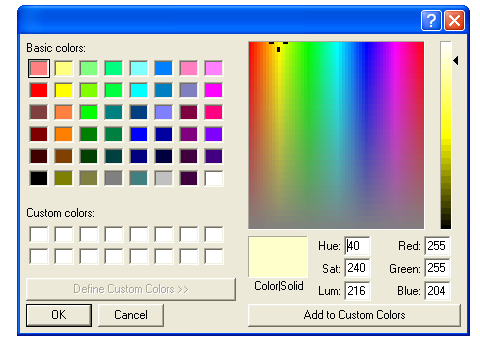 Basic colors:
Custom colors:
Define Custom Colors >>
OK
Cancel
Color|Solid
Hue: 40
Sat: 240
Lum: 216
Red: 255
Green: 255
Blue: 204
Add to Custom Colors